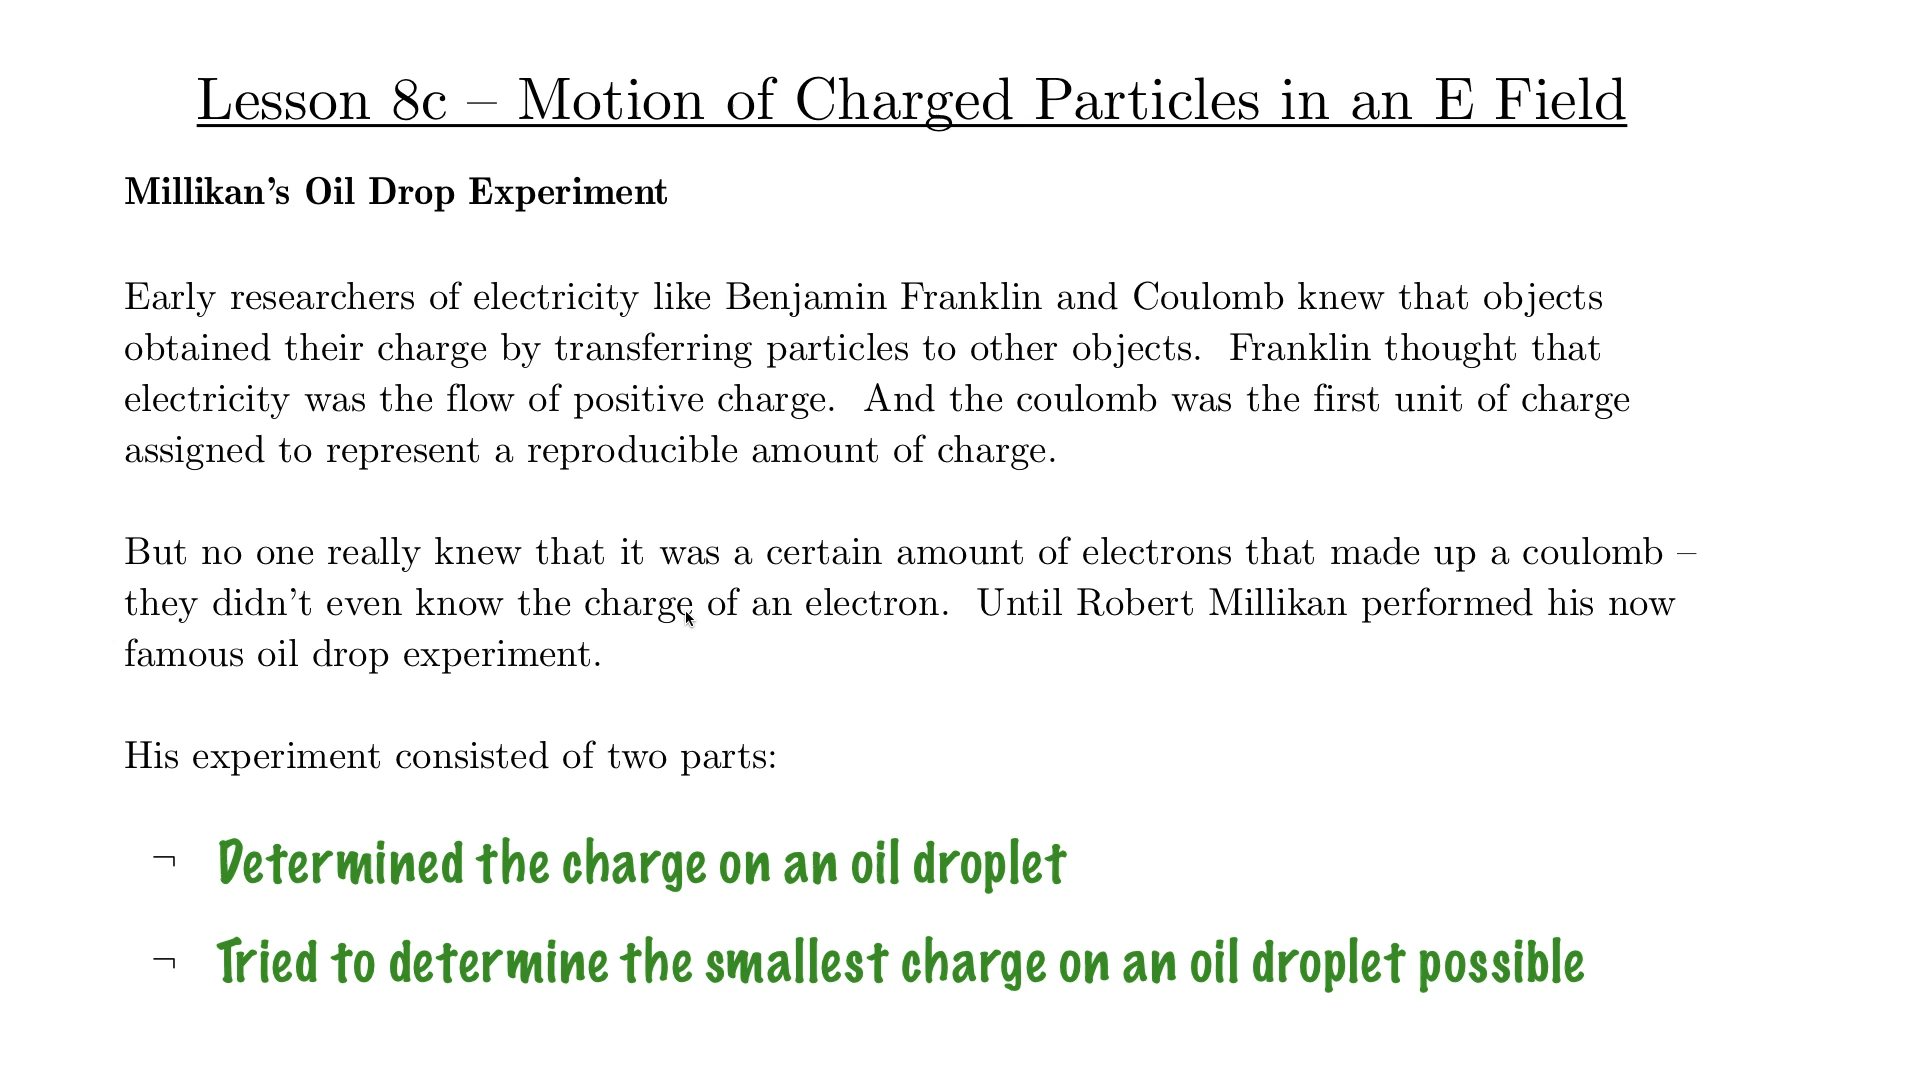 Lesson 8c – Motion of Charged Particles in an E Field
Millikan’s Oil Drop Experiment
Early researchers of electricity like Benjamin Franklin and Coulomb knew that objects
obtained their charge by transferring particles to other objects.  Franklin thought that
electricity was the flow of positive charge.  And the coulomb was the first unit of charge
assigned to represent a reproducible amount of charge.
But no one really knew that it was a certain amount of electrons that made up a coulomb –
they didn’t even know the charge of an electron.  Until Robert Millikan performed his now
famous oil drop experiment.
His experiment consisted of two parts:
¬ Determined the charge on an oil droplet
¬ Tried to determine the smallest charge on an oil droplet possible